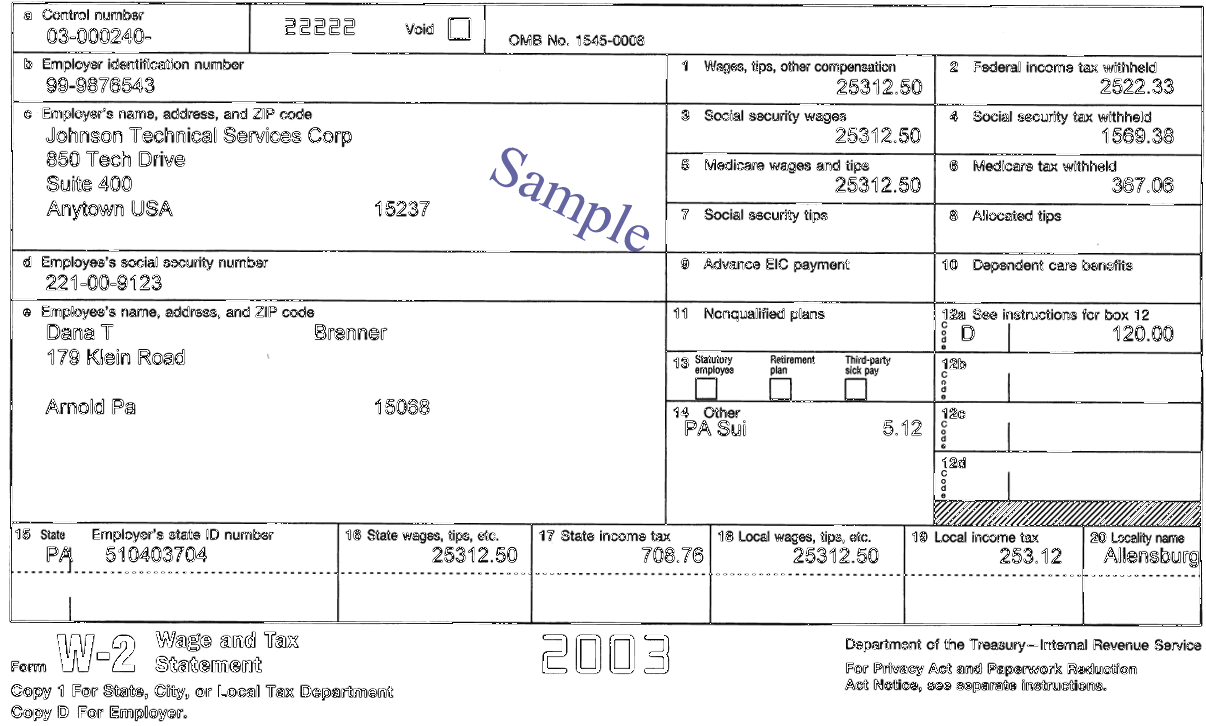 a Control number
03-000240-
22222
Void
OMB No. 1545-0008
b Employer identification number
99-9876543
1 Wages, tips, other compensation
25312.50
2 Federal income tax withheld
2522.33
c Employer's name, address, and ZIP code
Johnson Technical Services Corp
850 Tech Drive
Suite 400
Anytown USA 15237
3 Social security wages
25312.50
4 Social security tax withheld
1569.38
5 Medicare wages and tips
25312.50
6 Medicare tax withheld
367.06
Sample
7 Social security tips
8 Allocated tips
d Employee's social security number
221-00-9123
9 Advance EIC payment
10 Dependent care benefits
e Employee's name, address, and ZIP code
Dana T Brenner
179 Klein Road
Arnold Pa 15068
11 Nonqualified plans
12a See instructions for box 12
Code
D 120.00
13 Statutory employee
Retirement plan
Third-party sick pay
12b
Code
14 Other
PA Sui 5.12
12c
Code
12d
Code
15 State Employer's state ID number
PA 510403704
16 State wages, tips, etc.
25312.50
17 State income tax
708.76
18 Local wages, tips, etc.
25312.50
19 Local income tax
253.12
20 Locality name
Allensburg
Form W-2 Wage and Tax Statement
2003
Department of the Treasury—Internal Revenue Service
For Privacy Act and Paperwork Reduction
Act Notice, see separate instructions.
Copy 1 For State, City, or Local Tax Department
Copy D For Employer.